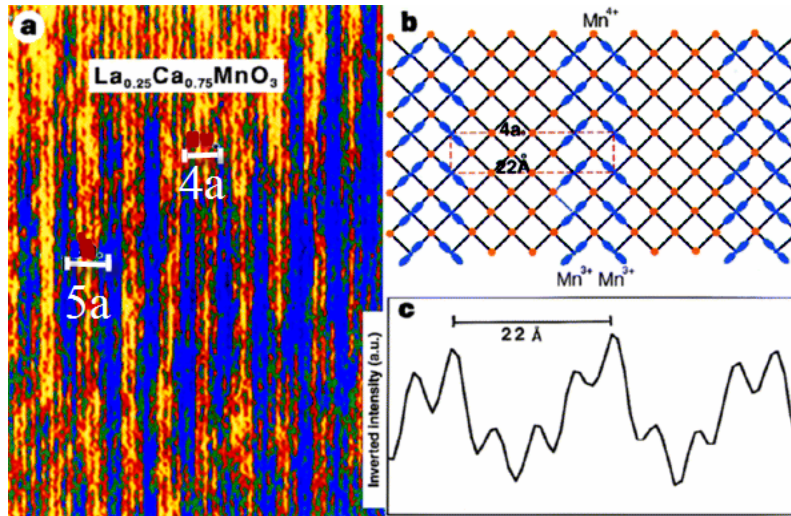 a
La0.25Ca0.75MnO3
4a
5a
b
Mn4+
4a0
22Å
Mn3+ Mn3+
c
22 Å
Inverted intensity (a.u.)